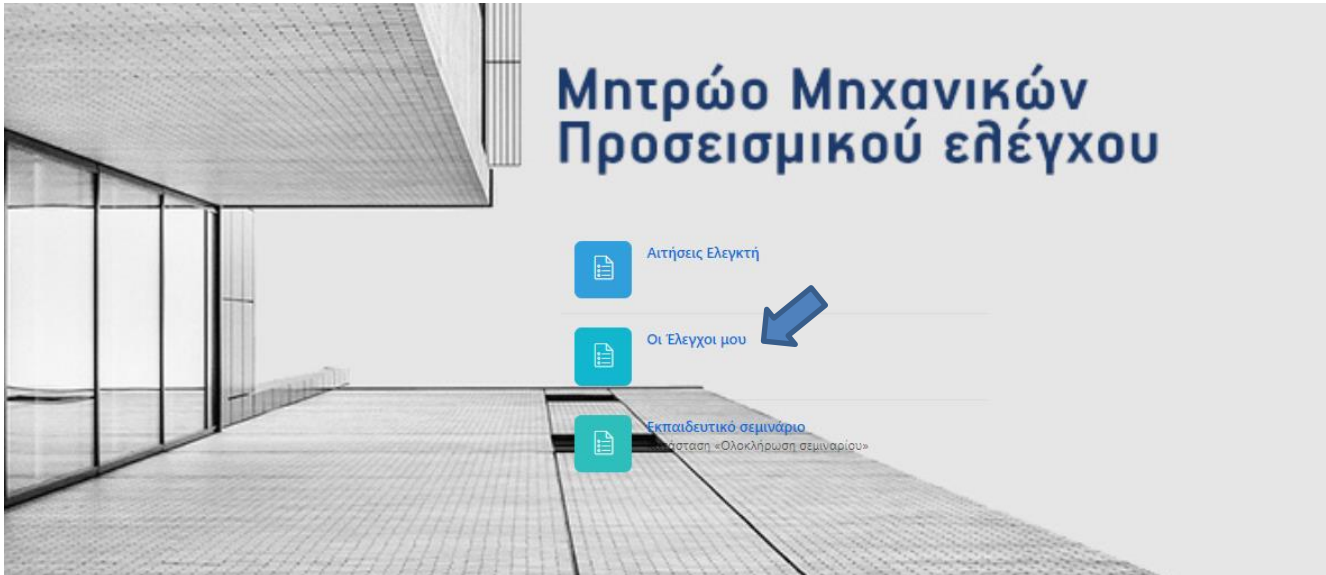 Μητρώο Μηχανικών
Προσεισμικού ελέγχου
Αιτήσεις Ελεγκτή
Οι Έλεγχοι μου
Εκπαιδευτικό σεμινάριο
«Ολοκλήρωση σεμιναρίου»